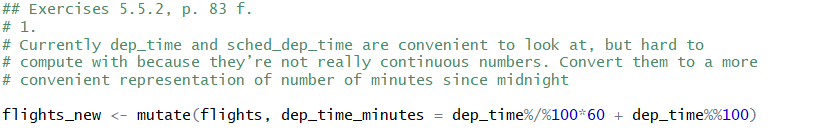 ## Exercises 5.5.2, p. 83 f.
# 1.
# Currently dep_time and sched_dep_time are convenient to look at, but hard to
# compute with because they’re not really continuous numbers. Convert them to a more
# convenient representation of number of minutes since midnight
flights_new <- mutate(flights, dep_time_minutes = dep_time%/%100*60 + dep_time%%100)